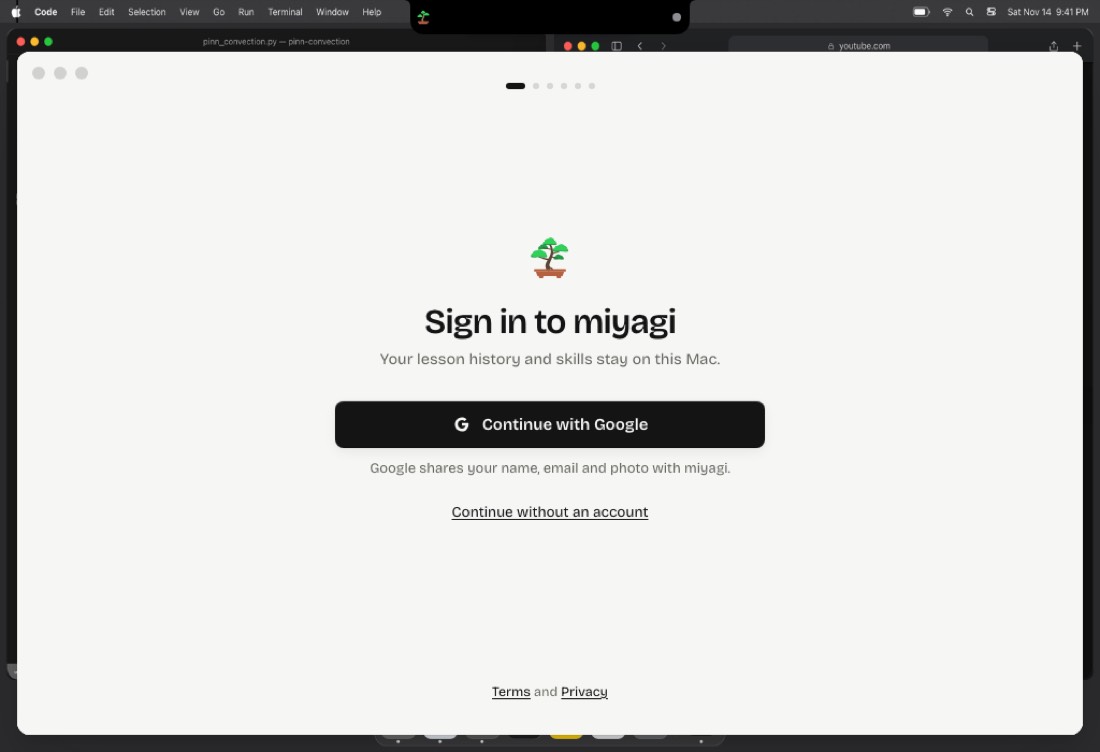 Code File Edit Selection View Go Run Terminal Window Help
Sat Nov 14 9:41 PM
pinn_convection.py — pinn-convection
youtube.com
Sign in to miyagi
Your lesson history and skills stay on this Mac.
Continue with Google
Google shares your name, email and photo with miyagi.
Continue without an account
Terms and Privacy